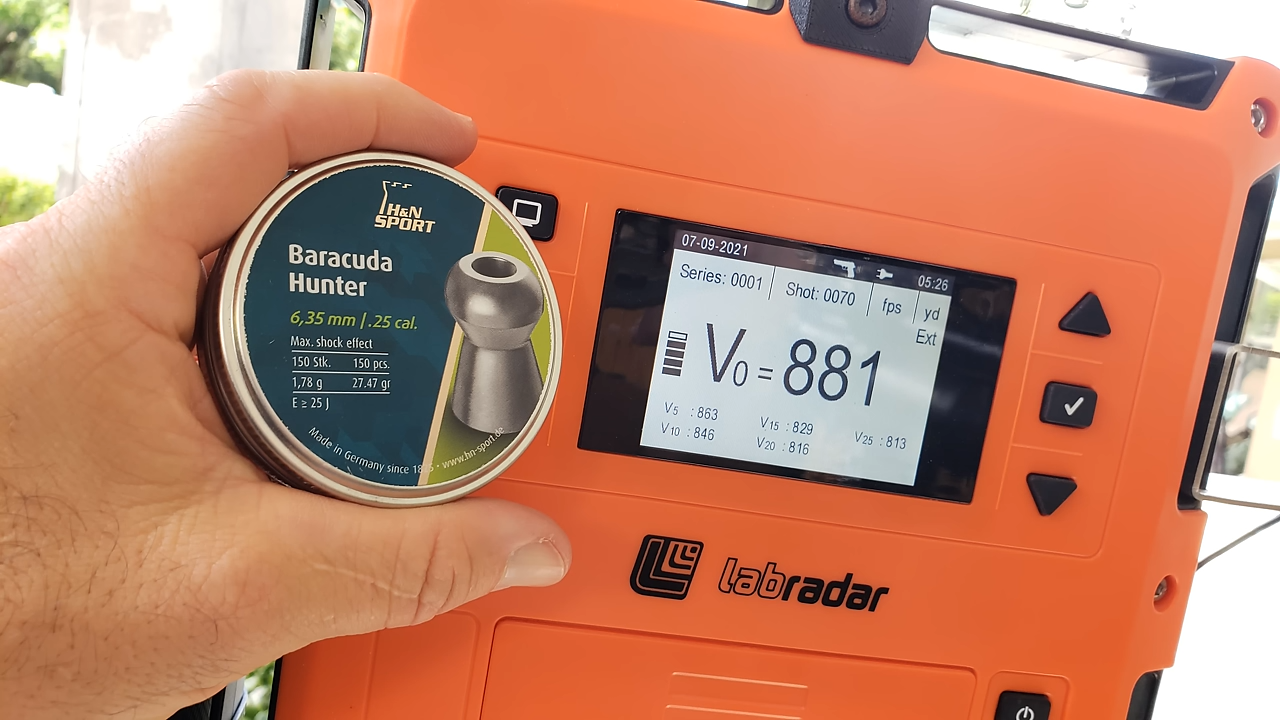 H&N
SPORT
Baracuda
Hunter
6,35 mm | .25 cal.
Max. shock effect
150 Stk. 150 pcs.
1,78 g 27.47 gr
E ≥ 25 J
Made in Germany since • www.hn-sport.de
07-09-2021 05:26
Series: 0001 Shot: 0070 fps yd
Ext
V0 = 881
V5 : 863 V15 : 829 V25 : 813
V10 : 846 V20 : 816
labradar